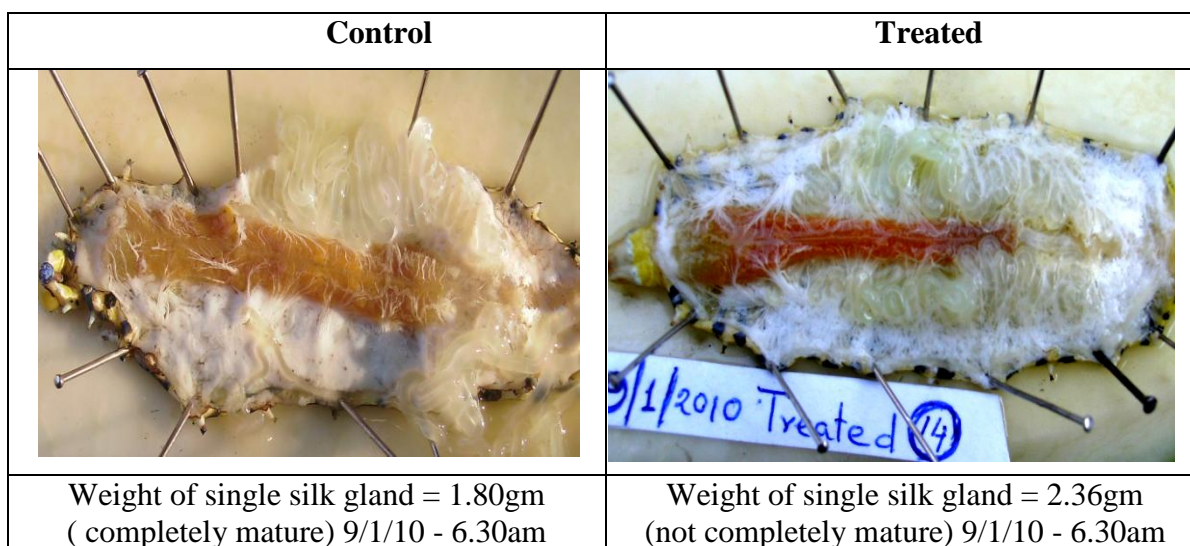 Control
Treated
9/1/2010 Treated 14
Weight of single silk gland = 1.80gm
( completely mature) 9/1/10 - 6.30am
Weight of single silk gland = 2.36gm
(not completely mature) 9/1/10 - 6.30am